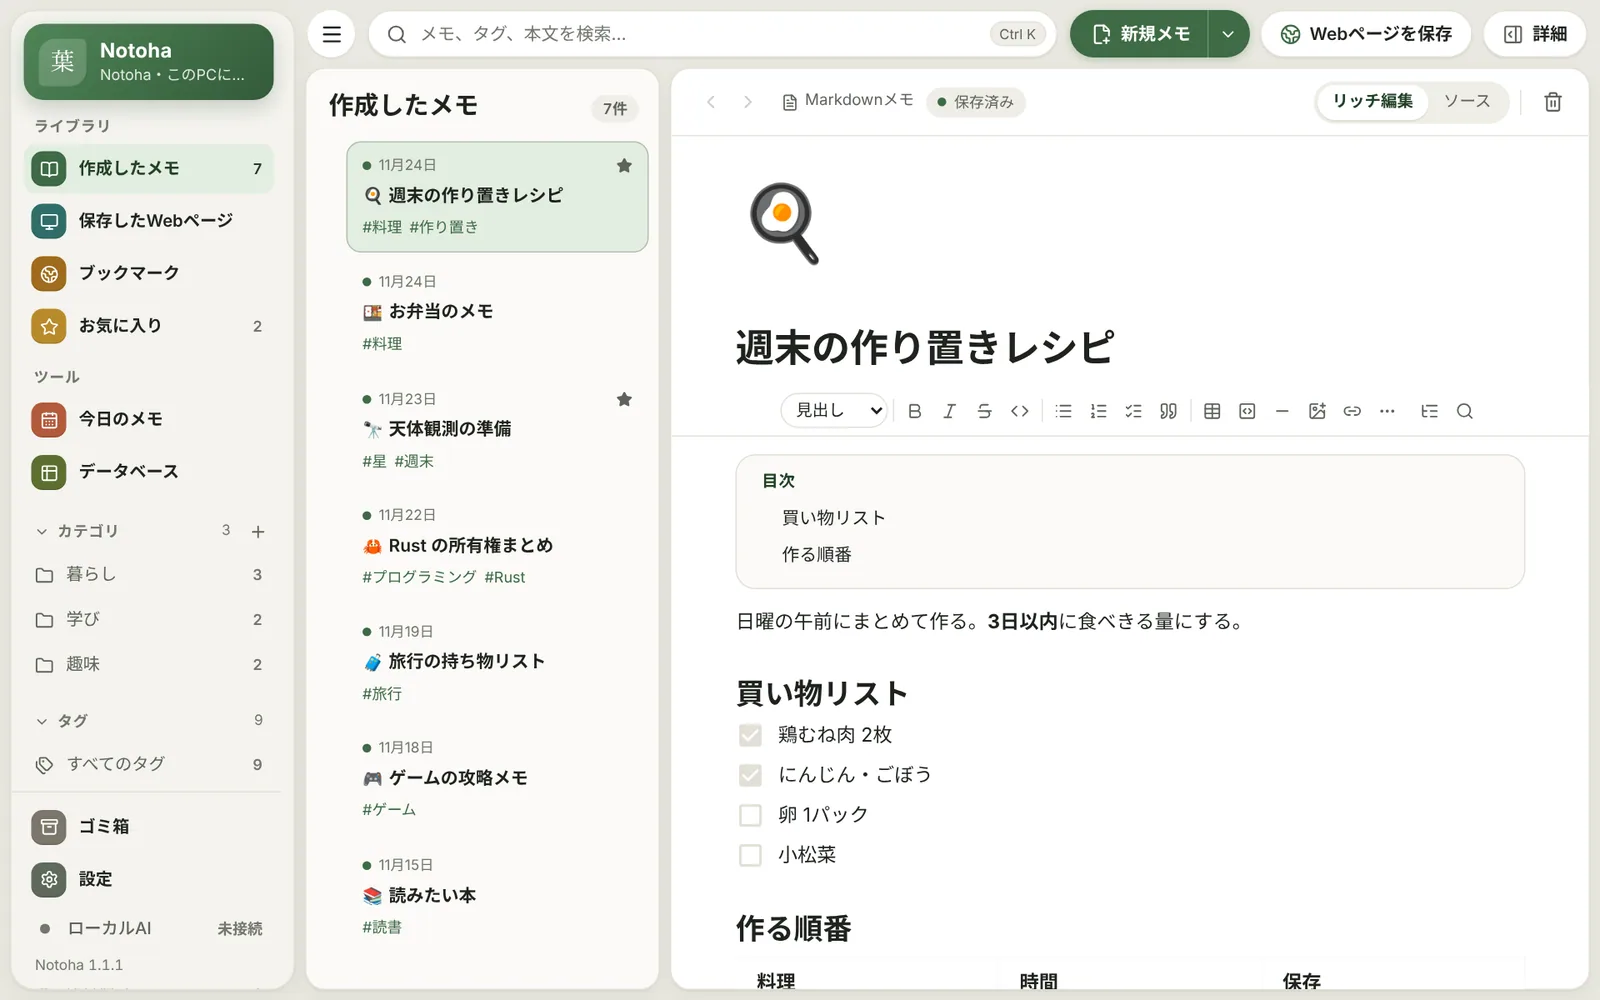 葉
Notoha
Notoha・このPCに...
ライブラリ
作成したメモ 7
保存したWebページ
ブックマーク
お気に入り 2
ツール
今日のメモ
データベース
カテゴリ 3
暮らし 3
学び 2
趣味 2
タグ 9
すべてのタグ 9
ゴミ箱
設定
ローカルAI 未接続
Notoha 1.1.1
メモ、タグ、本文を検索... Ctrl K
新規メモ
Webページを保存
詳細
作成したメモ 7件
11月24日
週末の作り置きレシピ
#料理 #作り置き
11月24日
お弁当のメモ
#料理
11月23日
天体観測の準備
#星 #週末
11月22日
Rust の所有権まとめ
#プログラミング #Rust
11月19日
旅行の持ち物リスト
#旅行
11月18日
ゲームの攻略メモ
#ゲーム
11月15日
読みたい本
#読書
Markdownメモ 保存済み
リッチ編集 ソース
週末の作り置きレシピ
見出し
目次
買い物リスト
作る順番
日曜の午前にまとめて作る。3日以内に食べきる量にする。
買い物リスト
鶏むね肉 2枚
にんじん・ごぼう
卵 1パック
小松菜
作る順番
料理 時間 保存